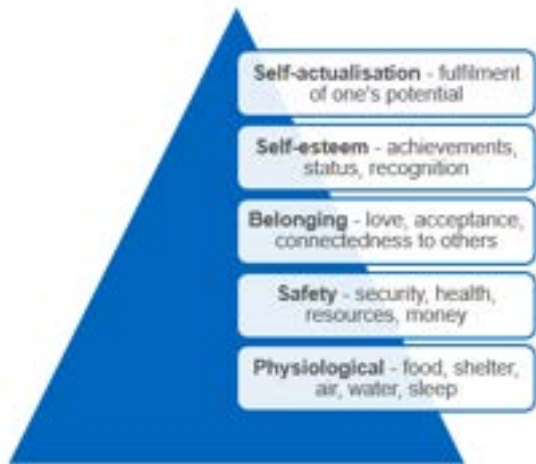 Self-actualisation - fulfilment
of one's potential
Self-esteem - achievements,
status, recognition
Belonging - love, acceptance,
connectedness to others
Safety - security, health,
resources, money
Physiological - food, shelter,
air, water, sleep